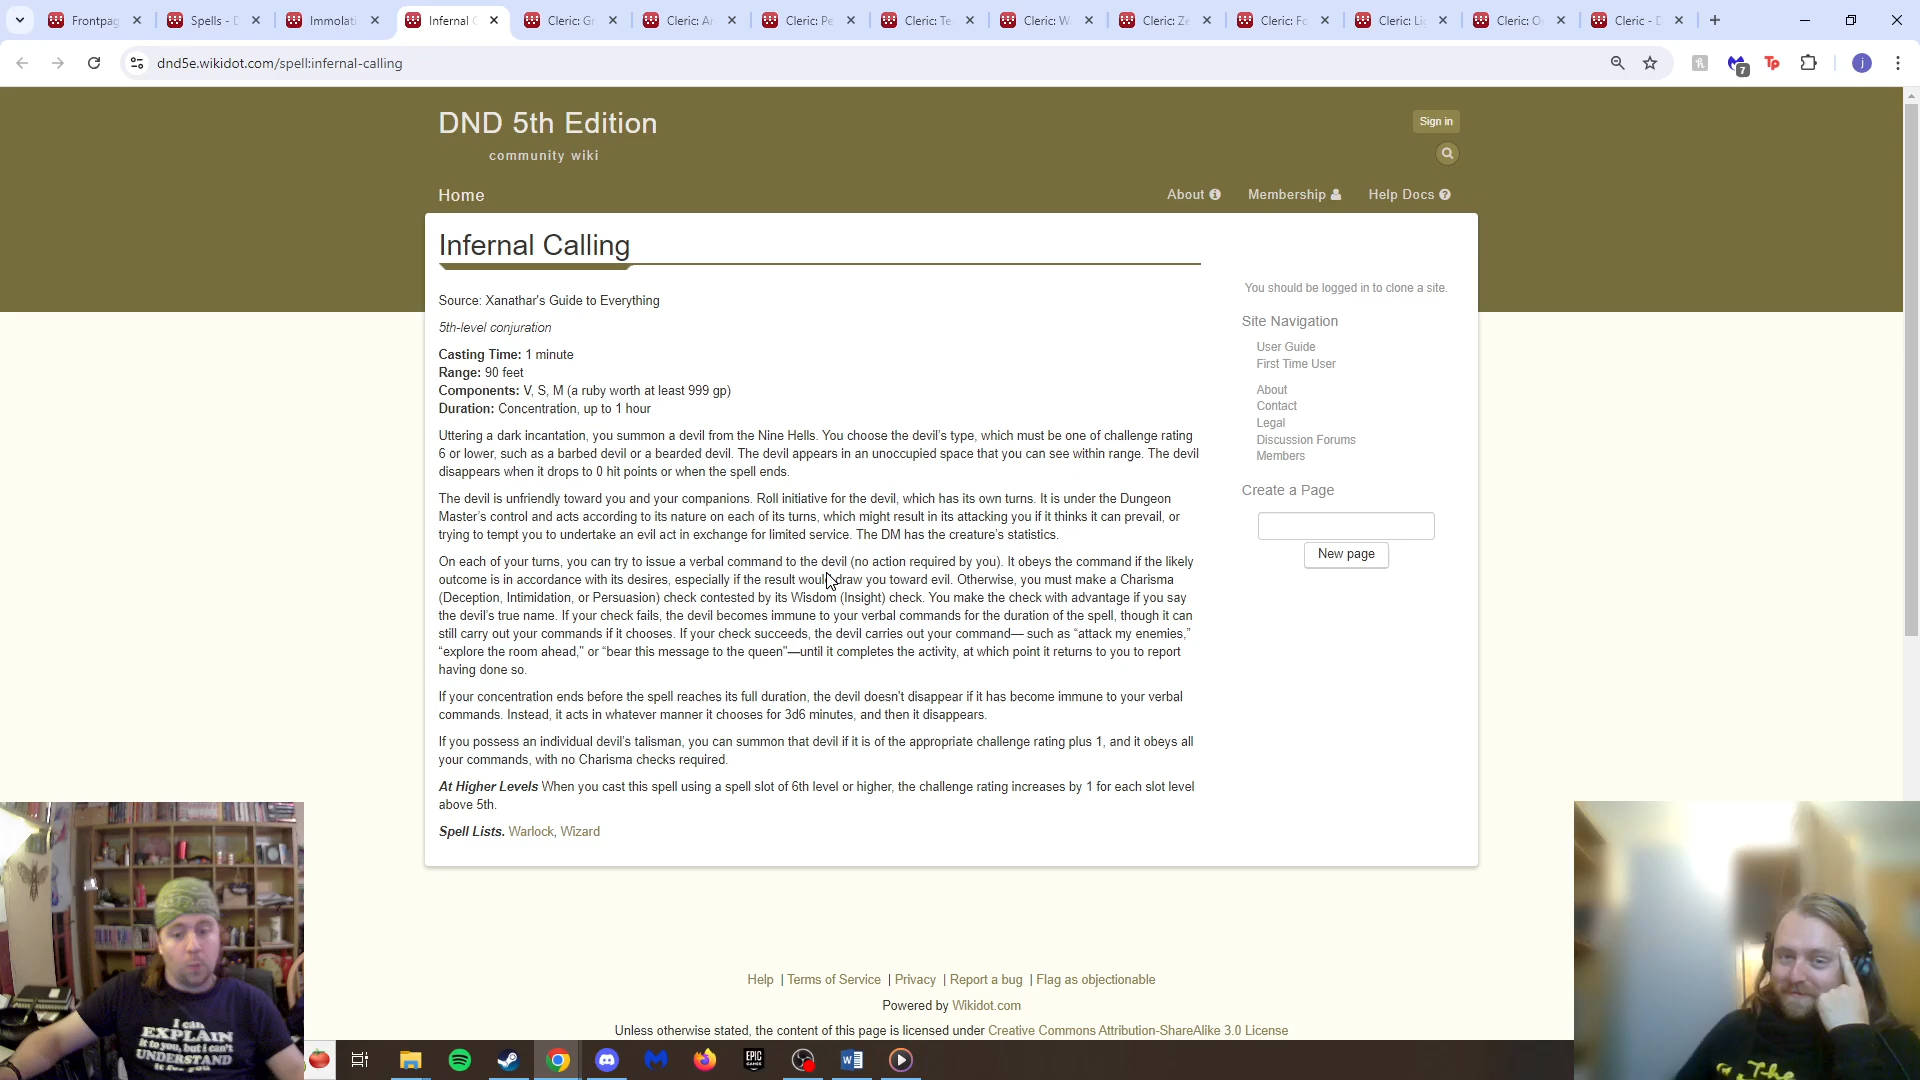 Frontpag
Spells - D
Immolati
Infernal C
Cleric: Gr
Cleric: Ar
Cleric: Pe
Cleric: Te
Cleric: W
Cleric: Ze
Cleric: Fo
Cleric: Li
Cleric: O
Cleric - D
dnd5e.wikidot.com/spell:infernal-calling
7
Tp
j
DND 5th Edition
community wiki
Sign in
Home
About
Membership
Help Docs
Infernal Calling
Source: Xanathar's Guide to Everything
5th-level conjuration
Casting Time: 1 minute
Range: 90 feet
Components: V, S, M (a ruby worth at least 999 gp)
Duration: Concentration, up to 1 hour
Uttering a dark incantation, you summon a devil from the Nine Hells. You choose the devil's type, which must be one of challenge rating
6 or lower, such as a barbed devil or a bearded devil. The devil appears in an unoccupied space that you can see within range. The devil
disappears when it drops to 0 hit points or when the spell ends.
The devil is unfriendly toward you and your companions. Roll initiative for the devil, which has its own turns. It is under the Dungeon
Master's control and acts according to its nature on each of its turns, which might result in its attacking you if it thinks it can prevail, or
trying to tempt you to undertake an evil act in exchange for limited service. The DM has the creature's statistics.
On each of your turns, you can try to issue a verbal command to the devil (no action required by you). It obeys the command if the likely
outcome is in accordance with its desires, especially if the result would draw you toward evil. Otherwise, you must make a Charisma
(Deception, Intimidation, or Persuasion) check contested by its Wisdom (Insight) check. You make the check with advantage if you say
the devil's true name. If your check fails, the devil becomes immune to your verbal commands for the duration of the spell, though it can
still carry out your commands if it chooses. If your check succeeds, the devil carries out your command— such as “attack my enemies,”
“explore the room ahead,” or “bear this message to the queen”—until it completes the activity, at which point it returns to you to report
having done so.
If your concentration ends before the spell reaches its full duration, the devil doesn't disappear if it has become immune to your verbal
commands. Instead, it acts in whatever manner it chooses for 3d6 minutes, and then it disappears.
If you possess an individual devil's talisman, you can summon that devil if it is of the appropriate challenge rating plus 1, and it obeys all
your commands, with no Charisma checks required.
At Higher Levels When you cast this spell using a spell slot of 6th level or higher, the challenge rating increases by 1 for each slot level
above 5th.
Spell Lists. Warlock, Wizard
You should be logged in to clone a site.
Site Navigation
User Guide
First Time User
About
Contact
Legal
Discussion Forums
Members
Create a Page
New page
Help | Terms of Service | Privacy | Report a bug | Flag as objectionable
Powered by Wikidot.com
Unless otherwise stated, the content of this page is licensed under Creative Commons Attribution-ShareAlike 3.0 License
I can
EXPLAIN
it to you, but i can't
UNDERSTAND
it for you
The
EPIC
GAMES
W